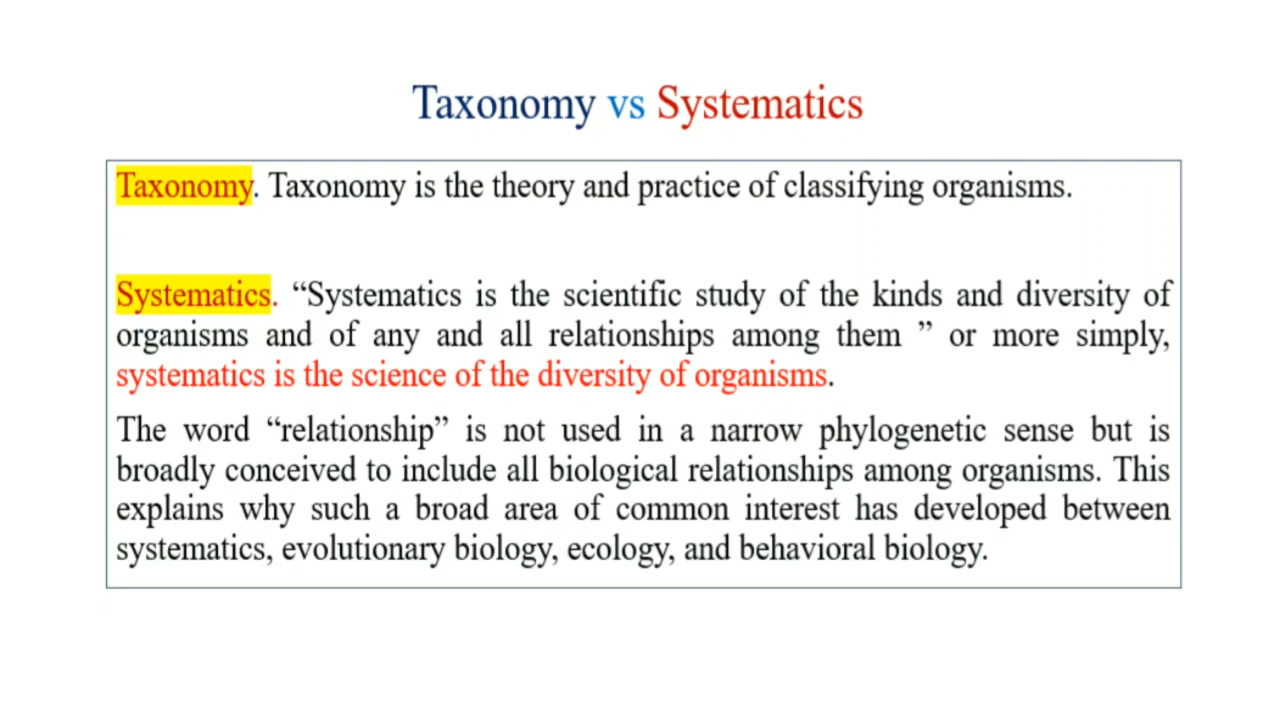 Taxonomy vs Systematics
Taxonomy. Taxonomy is the theory and practice of classifying organisms.
Systematics. “Systematics is the scientific study of the kinds and diversity of
organisms and of any and all relationships among them ” or more simply,
systematics is the science of the diversity of organisms.
The word “relationship” is not used in a narrow phylogenetic sense but is
broadly conceived to include all biological relationships among organisms. This
explains why such a broad area of common interest has developed between
systematics, evolutionary biology, ecology, and behavioral biology.